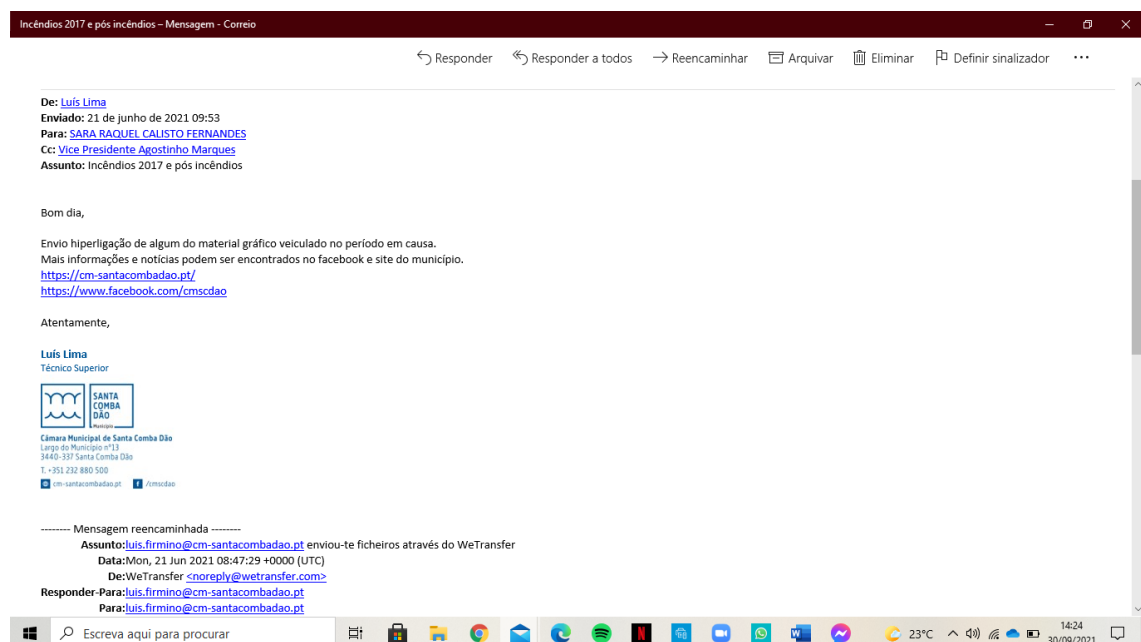 Incêndios 2017 e pós incêndios – Mensagem - Correio
Responder Responder a todos Reencaminhar Arquivar Eliminar Definir sinalizador
De: Luís Lima
Enviado: 21 de junho de 2021 09:53
Para: SARA RAQUEL CALISTO FERNANDES
Cc: Vice Presidente Agostinho Marques
Assunto: Incêndios 2017 e pós incêndios
Bom dia,
Envio hiperligação de algum do material gráfico veiculado no período em causa.
Mais informações e notícias podem ser encontrados no facebook e site do município.
https://cm-santacombadao.pt/
https://www.facebook.com/cmscdao
Atentamente,
Luís Lima
Técnico Superior
SANTA
COMBA
DÃO
Município
Câmara Municipal de Santa Comba Dão
Largo do Município nº13
3440-337 Santa Comba Dão
T. +351 232 880 500
cm-santacombadao.pt /cmscdao
-------- Mensagem reencaminhada --------
Assunto:luis.firmino@cm-santacombadao.pt enviou-te ficheiros através do WeTransfer
Data:Mon, 21 Jun 2021 08:47:29 +0000 (UTC)
De:WeTransfer <noreply@wetransfer.com>
Responder-Para:luis.firmino@cm-santacombadao.pt
Para:luis.firmino@cm-santacombadao.pt
Escreva aqui para procurar
23°C
14:24
30/09/2021